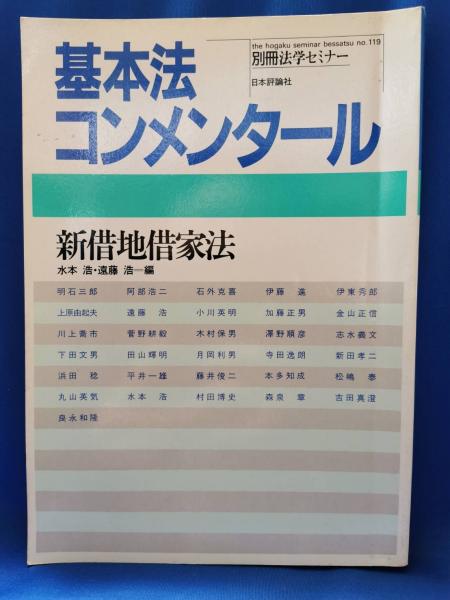 the hogaku seminar bessatsu no.119
別冊法学セミナー
日本評論社
基本法
コンメンタール
新借地借家法
水本 浩・遠藤 浩─編
明石三郎 阿部浩二 石外克喜 伊藤 進 伊東秀郎
上原由起夫 遠藤 浩 小川英明 加藤正男 金山正信
川上喬市 菅野耕毅 木村保男 澤野順彦 志水義文
下田文男 田山輝明 月岡利男 寺田逸朗 新田孝二
浜田 稔 平井一雄 藤井俊二 本多知成 松嶋 泰
丸山英気 水本 浩 村田博史 森泉 章 吉田真澄
良永和隆